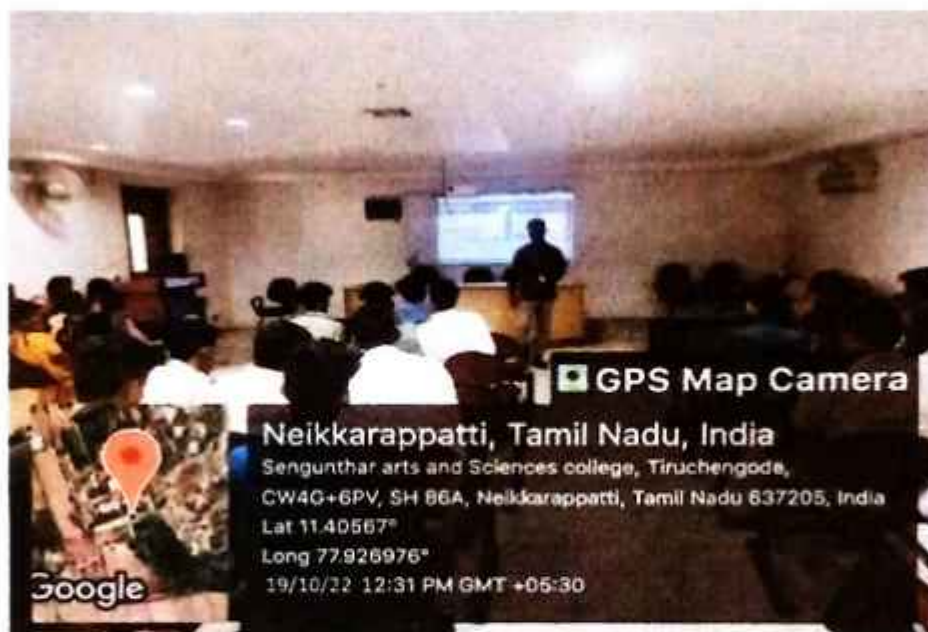 GPS Map Camera
Neikkarappatti, Tamil Nadu, India
Sengunthar arts and Sciences college, Tiruchengode,
CW4G+6PV, SH 86A, Neikkarappatti, Tamil Nadu 637205, India
Lat 11.40567°
Long 77.926976°
19/10/22 12:31 PM GMT +05:30
Google